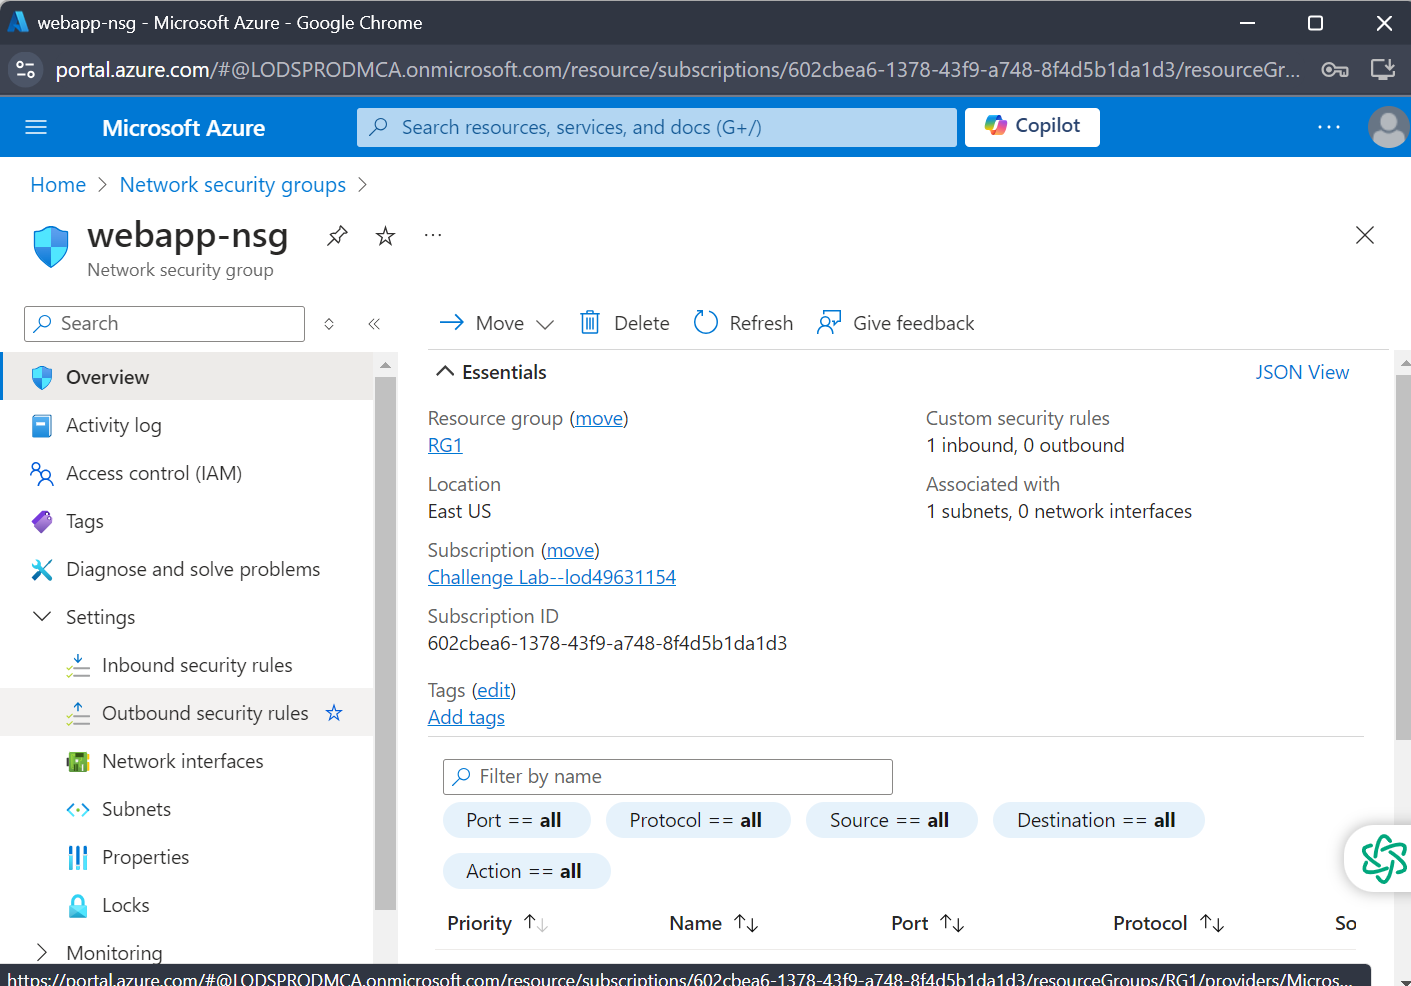 webapp-nsg - Microsoft Azure - Google Chrome
portal.azure.com/#@LODSPRODMCA.onmicrosoft.com/resource/subscriptions/602cbea6-1378-43f9-a748-8f4d5b1da1d3/resourceGr...
Microsoft Azure
Search resources, services, and docs (G+/)
Copilot
Home > Network security groups >
webapp-nsg
Network security group
Search
Move
Delete
Refresh
Give feedback
Overview
Activity log
Access control (IAM)
Tags
Diagnose and solve problems
Settings
Inbound security rules
Outbound security rules
Network interfaces
Subnets
Properties
Locks
Monitoring
Essentials
JSON View
Resource group (move)
RG1
Location
East US
Subscription (move)
Challenge Lab--lod49631154
Subscription ID
602cbea6-1378-43f9-a748-8f4d5b1da1d3
Tags (edit)
Add tags
Custom security rules
1 inbound, 0 outbound
Associated with
1 subnets, 0 network interfaces
Filter by name
Port == all
Protocol == all
Source == all
Destination == all
Action == all
Priority
Name
Port
Protocol
So
https://portal.azure.com/#@LODSPRODMCA.onmicrosoft.com/resource/subscriptions/602cbea6-1378-43f9-a748-8f4d5b1da1d3/resourceGroups/RG1/providers/Micros...